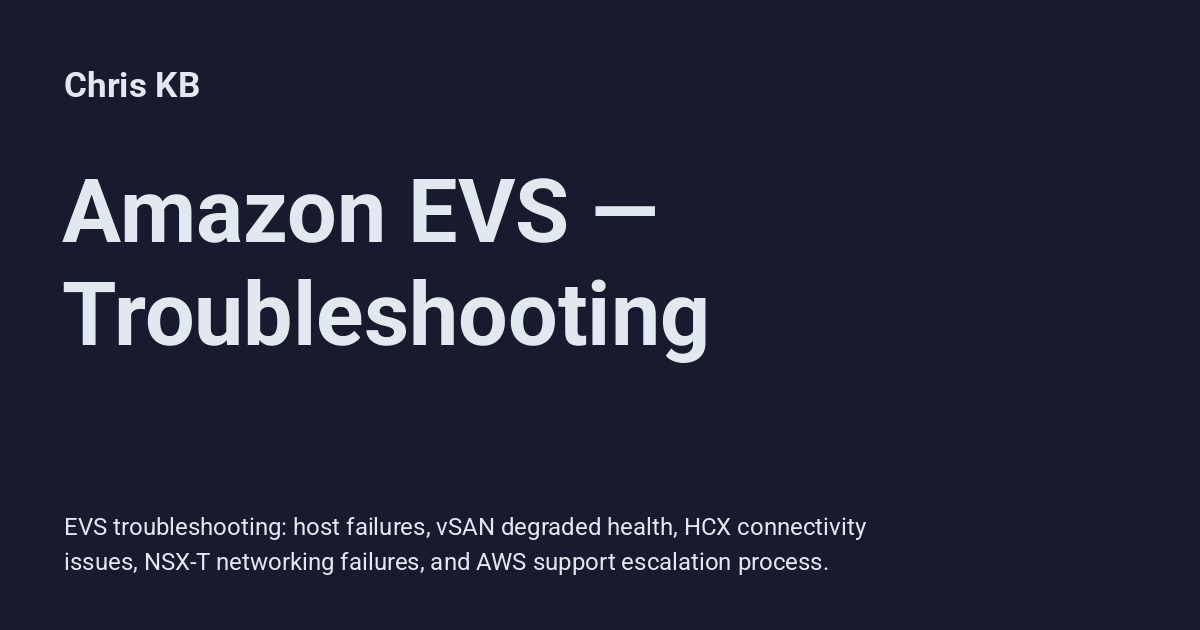 Chris KB
Amazon EVS —
Troubleshooting
EVS troubleshooting: host failures, vSAN degraded health, HCX connectivity
issues, NSX-T networking failures, and AWS support escalation process.